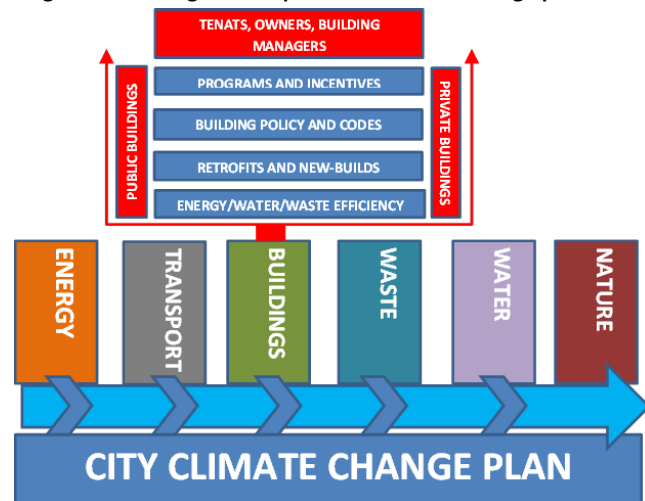 TENATS, OWNERS, BUILDING
MANAGERS
PROGRAMS AND INCENTIVES
BUILDING POLICY AND CODES
RETROFITS AND NEW-BUILDS
ENERGY/WATER/WASTE EFFICIENCY
PUBLIC BUILDINGS
PRIVATE BUILDINGS
ENERGY
TRANSPORT
BUILDINGS
WASTE
WATER
NATURE
CITY CLIMATE CHANGE PLAN